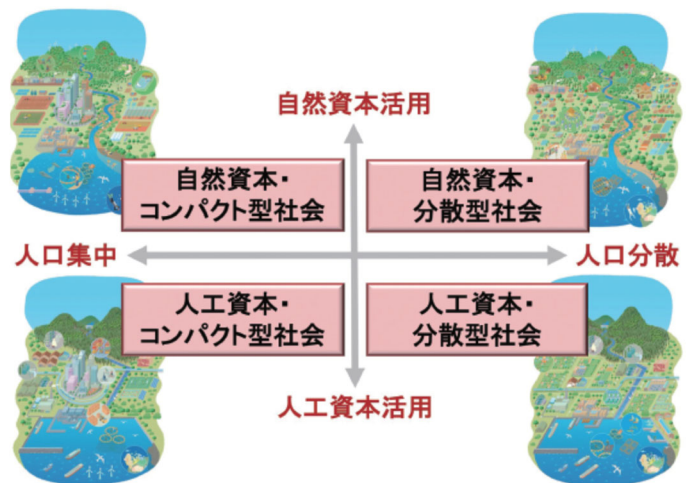 自然資本活用
自然資本・
コンパクト型社会
自然資本・
分散型社会
人口集中
人口分散
人工資本・
コンパクト型社会
人工資本・
分散型社会
人工資本活用